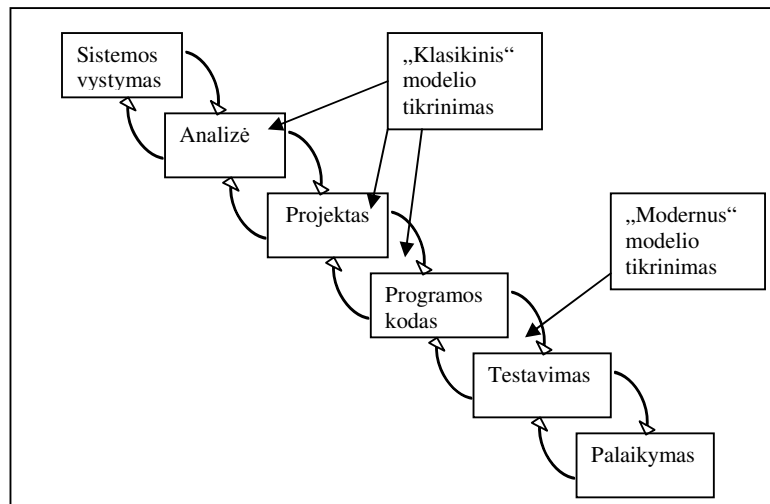 Sistemos
vystymas
„Klasikinis“
modelio
tikrinimas
Analizė
Projektas
„Modernus“
modelio
tikrinimas
Programos
kodas
Testavimas
Palaikymas